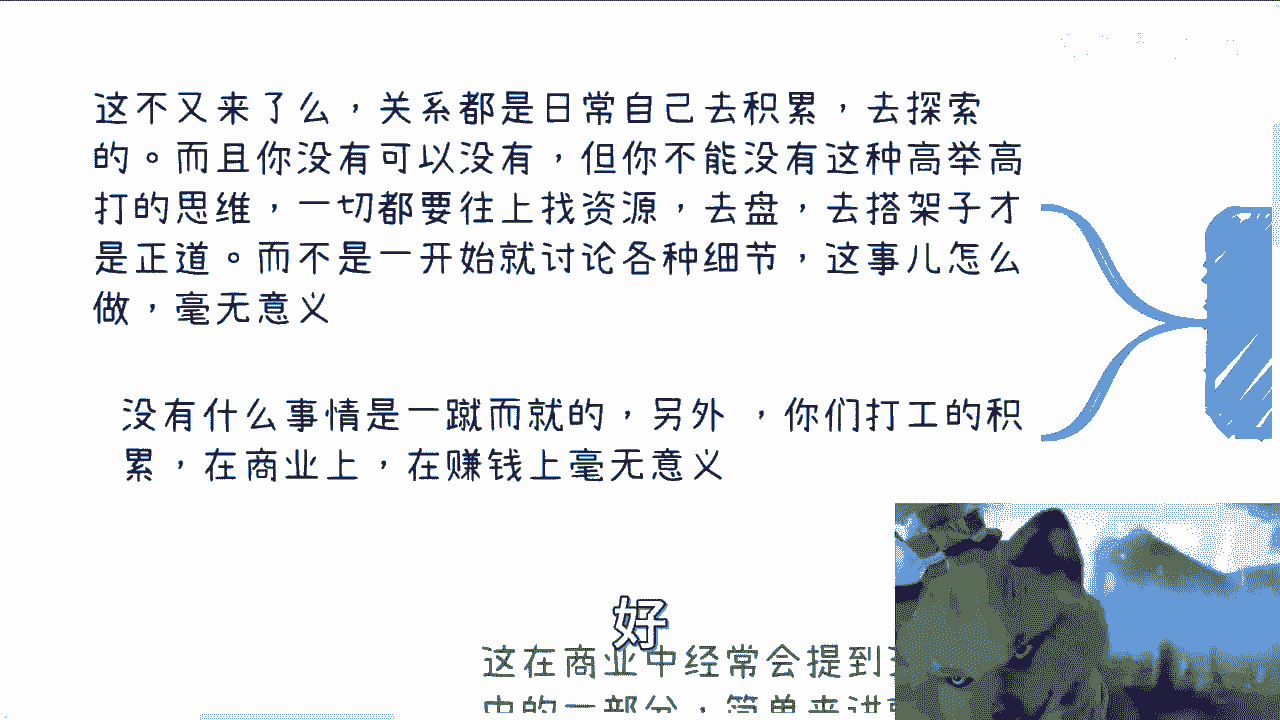 这不又来了么，关系都是日常自己去积累，去探索
的。而且你没有可以没有，但你不能没有这种高举高
打的思维，一切都要往上找资源，去盘，去搭架子才
是正道。而不是一开始就讨论各种细节，这事儿怎么
做，毫无意义
没有什么事情是一蹴而就的，另外 ，你们打工的积
累，在商业上，在赚钱上毫无意义
好
这在商业中经常会提到
中的一部分，简单来讲